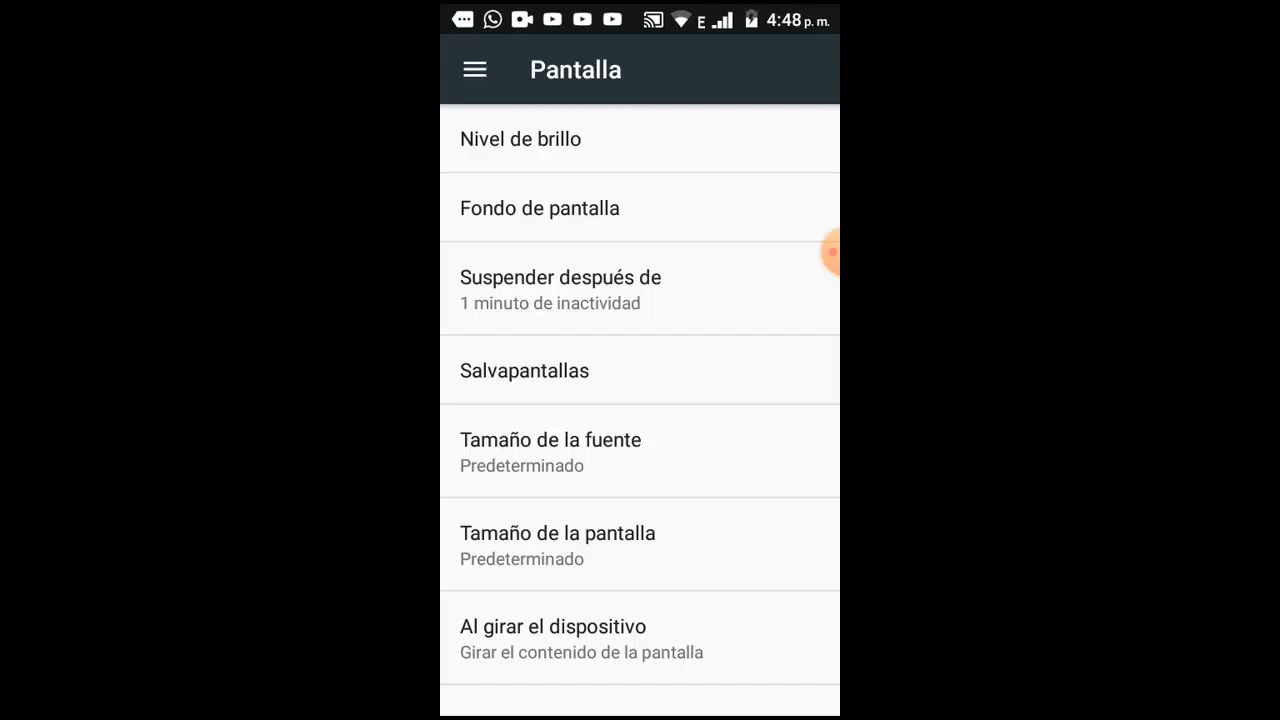 E 4:48 p. m.
Pantalla
Nivel de brillo
Fondo de pantalla
Suspender después de
1 minuto de inactividad
Salvapantallas
Tamaño de la fuente
Predeterminado
Tamaño de la pantalla
Predeterminado
Al girar el dispositivo
Girar el contenido de la pantalla